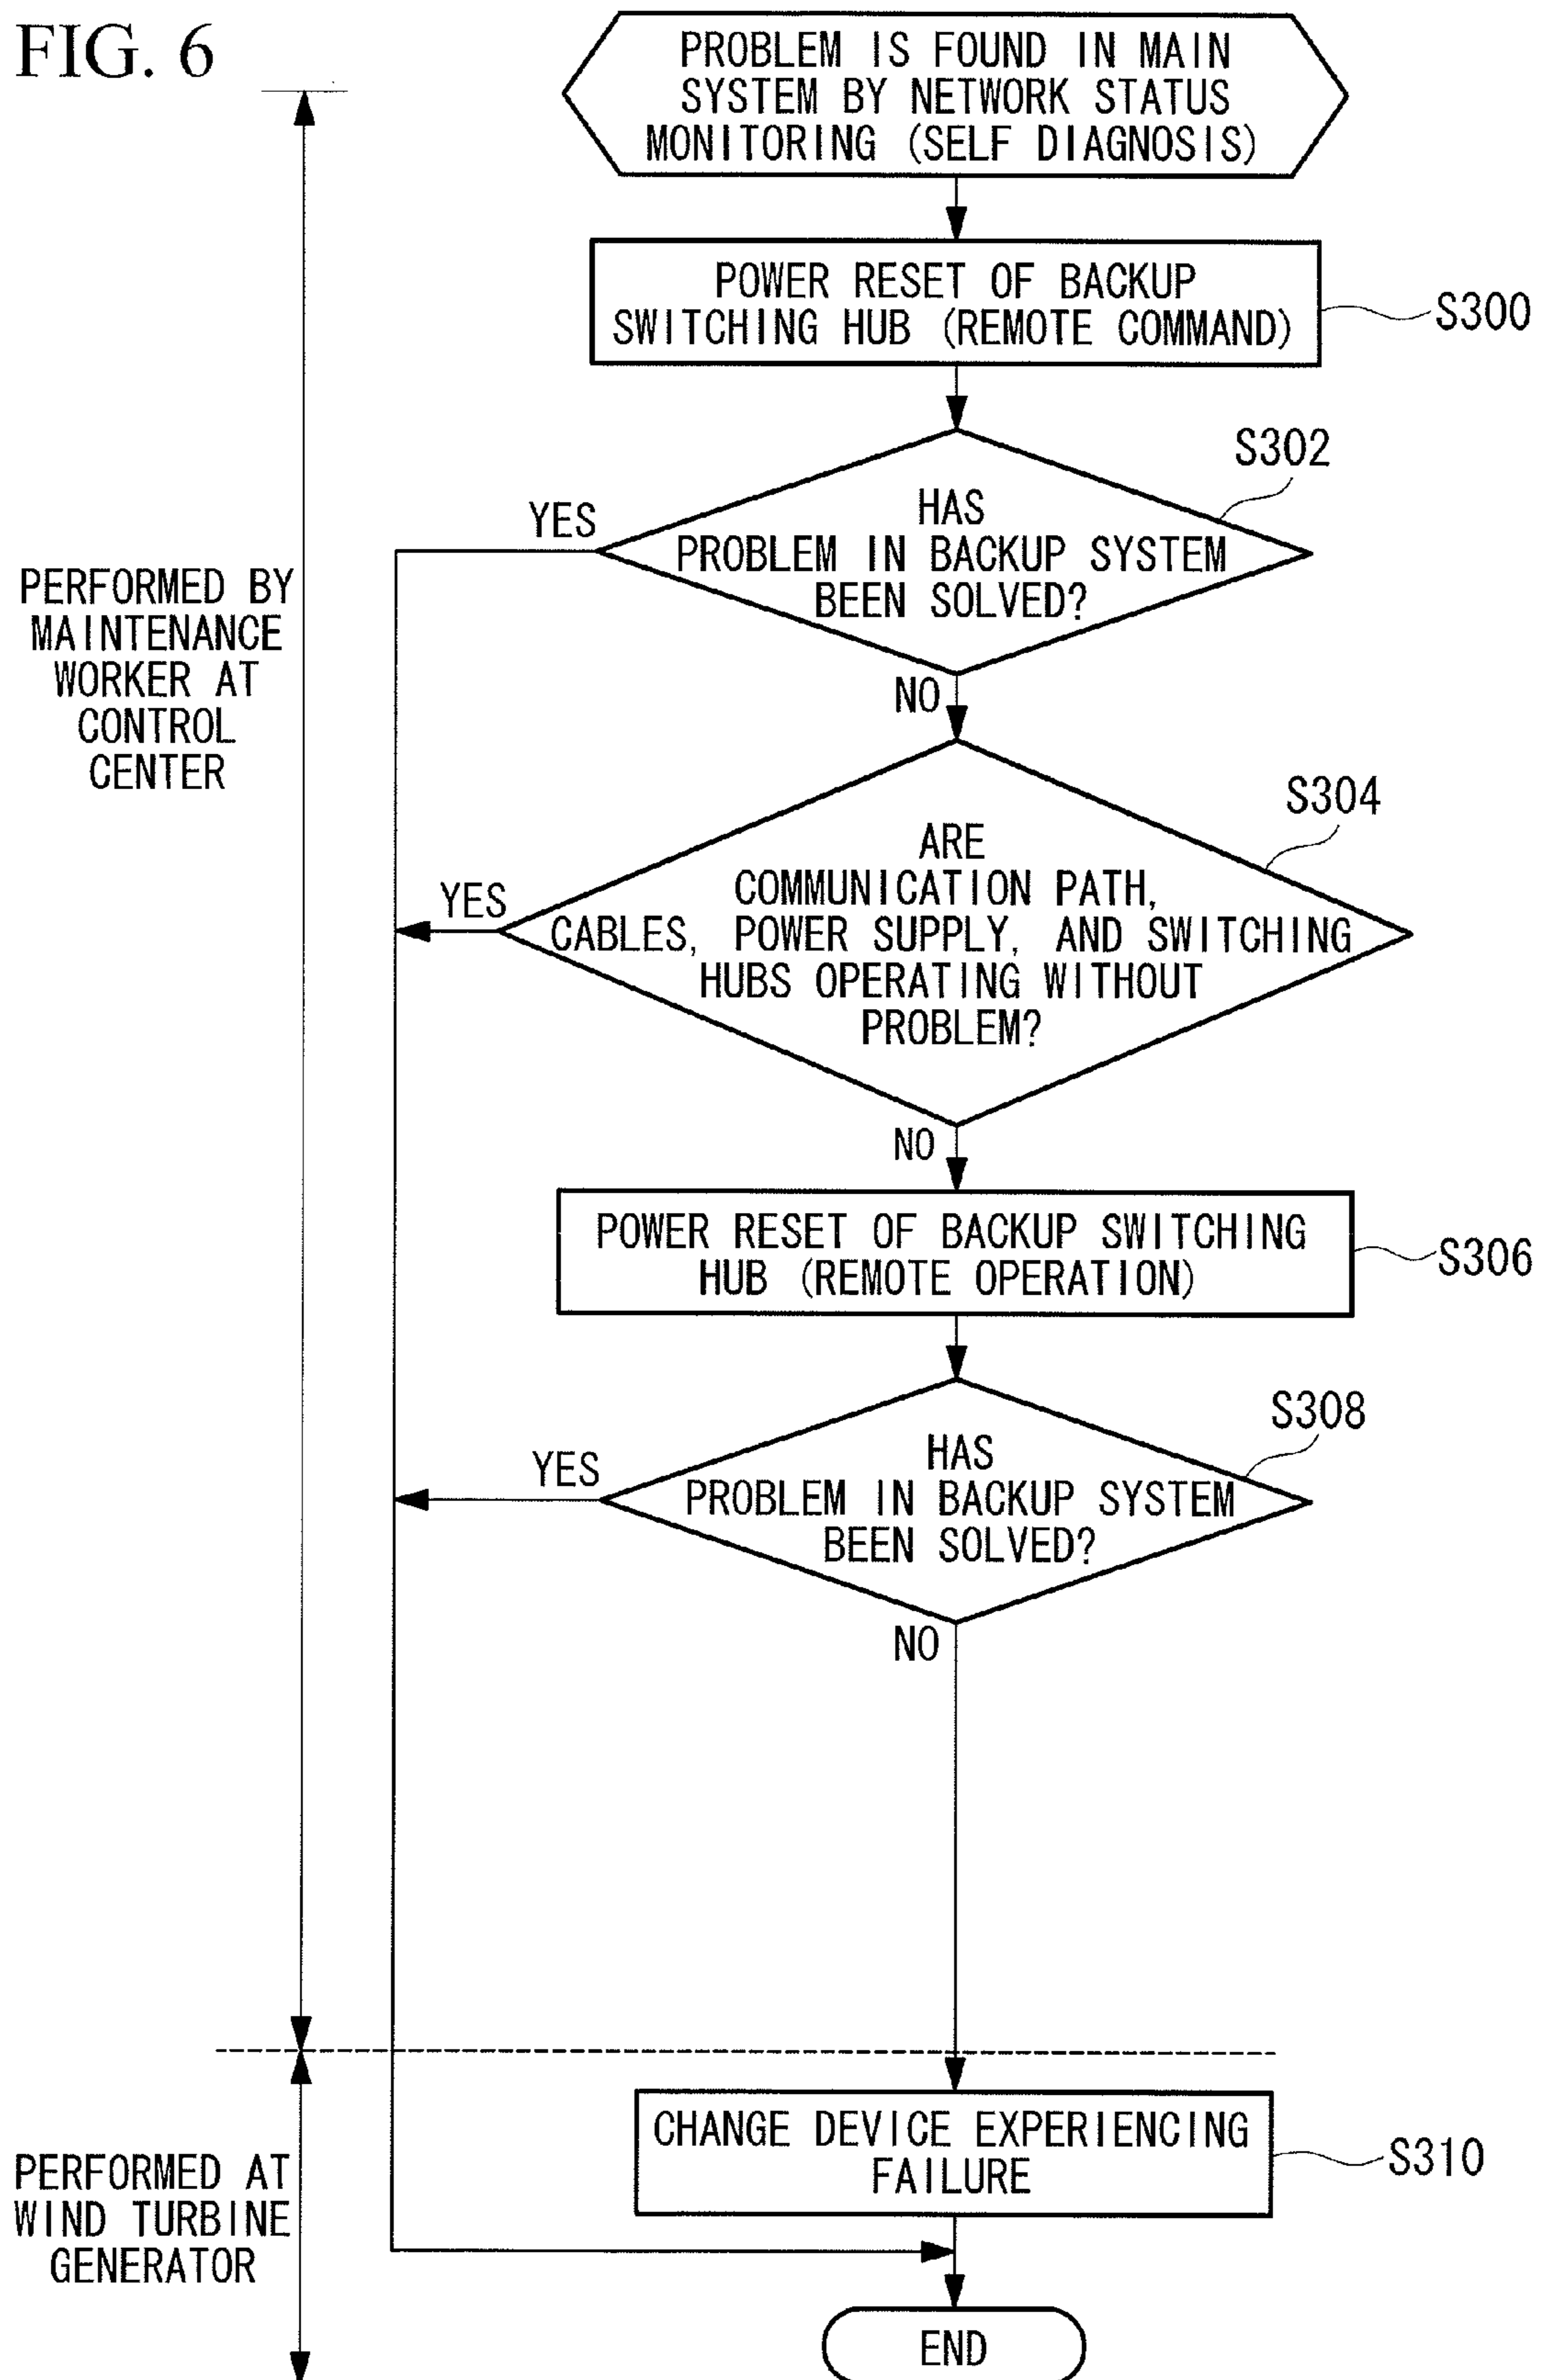 FIG. 6
PROBLEM IS FOUND IN MAIN
SYSTEM BY NETWORK STATUS
MONITORING (SELF DIAGNOSIS)
POWER RESET OF BACKUP
SWITCHING HUB (REMOTE COMMAND)
S300
S302
YES
HAS
PROBLEM IN BACKUP SYSTEM
BEEN SOLVED?
NO
PERFORMED BY
MAINTENANCE
WORKER AT
CONTROL
CENTER
S304
YES
ARE
COMMUNICATION PATH,
CABLES, POWER SUPPLY, AND SWITCHING
HUBS OPERATING WITHOUT
PROBLEM?
NO
POWER RESET OF BACKUP SWITCHING
HUB (REMOTE OPERATION)
S306
S308
YES
HAS
PROBLEM IN BACKUP SYSTEM
BEEN SOLVED?
NO
CHANGE DEVICE EXPERIENCING
FAILURE
S310
PERFORMED AT
WIND TURBINE
GENERATOR
END